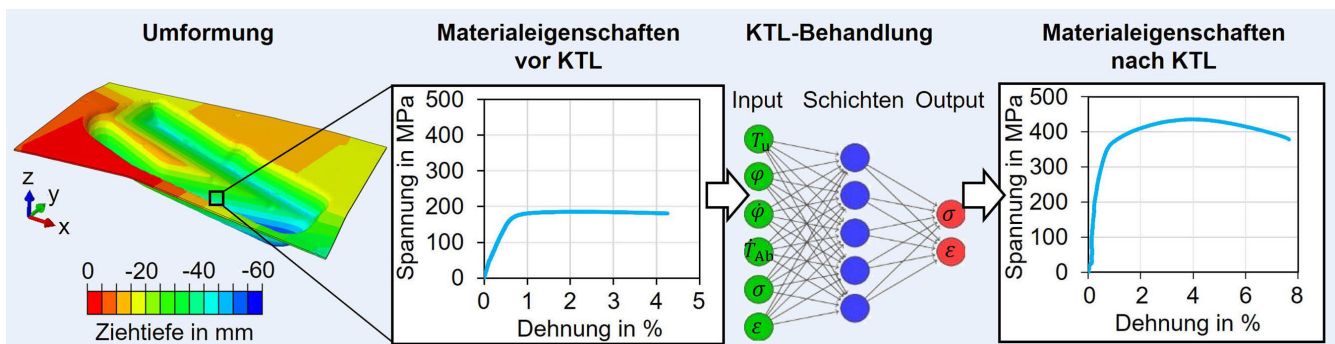 Umformung
z
y
x
0 -20 -40 -60
Ziehtiefe in mm
Materialeigenschaften
vor KTL
Spannung in MPa
500
400
300
200
100
0
0 1 2 3 4 5
Dehnung in %
KTL-Behandlung
Input Schichten Output
T_u
φ
φ̇
Ṫ_Ab
σ
ε
σ
ε
Materialeigenschaften
nach KTL
Spannung in MPa
500
400
300
200
100
0
0 2 4 6 8
Dehnung in %